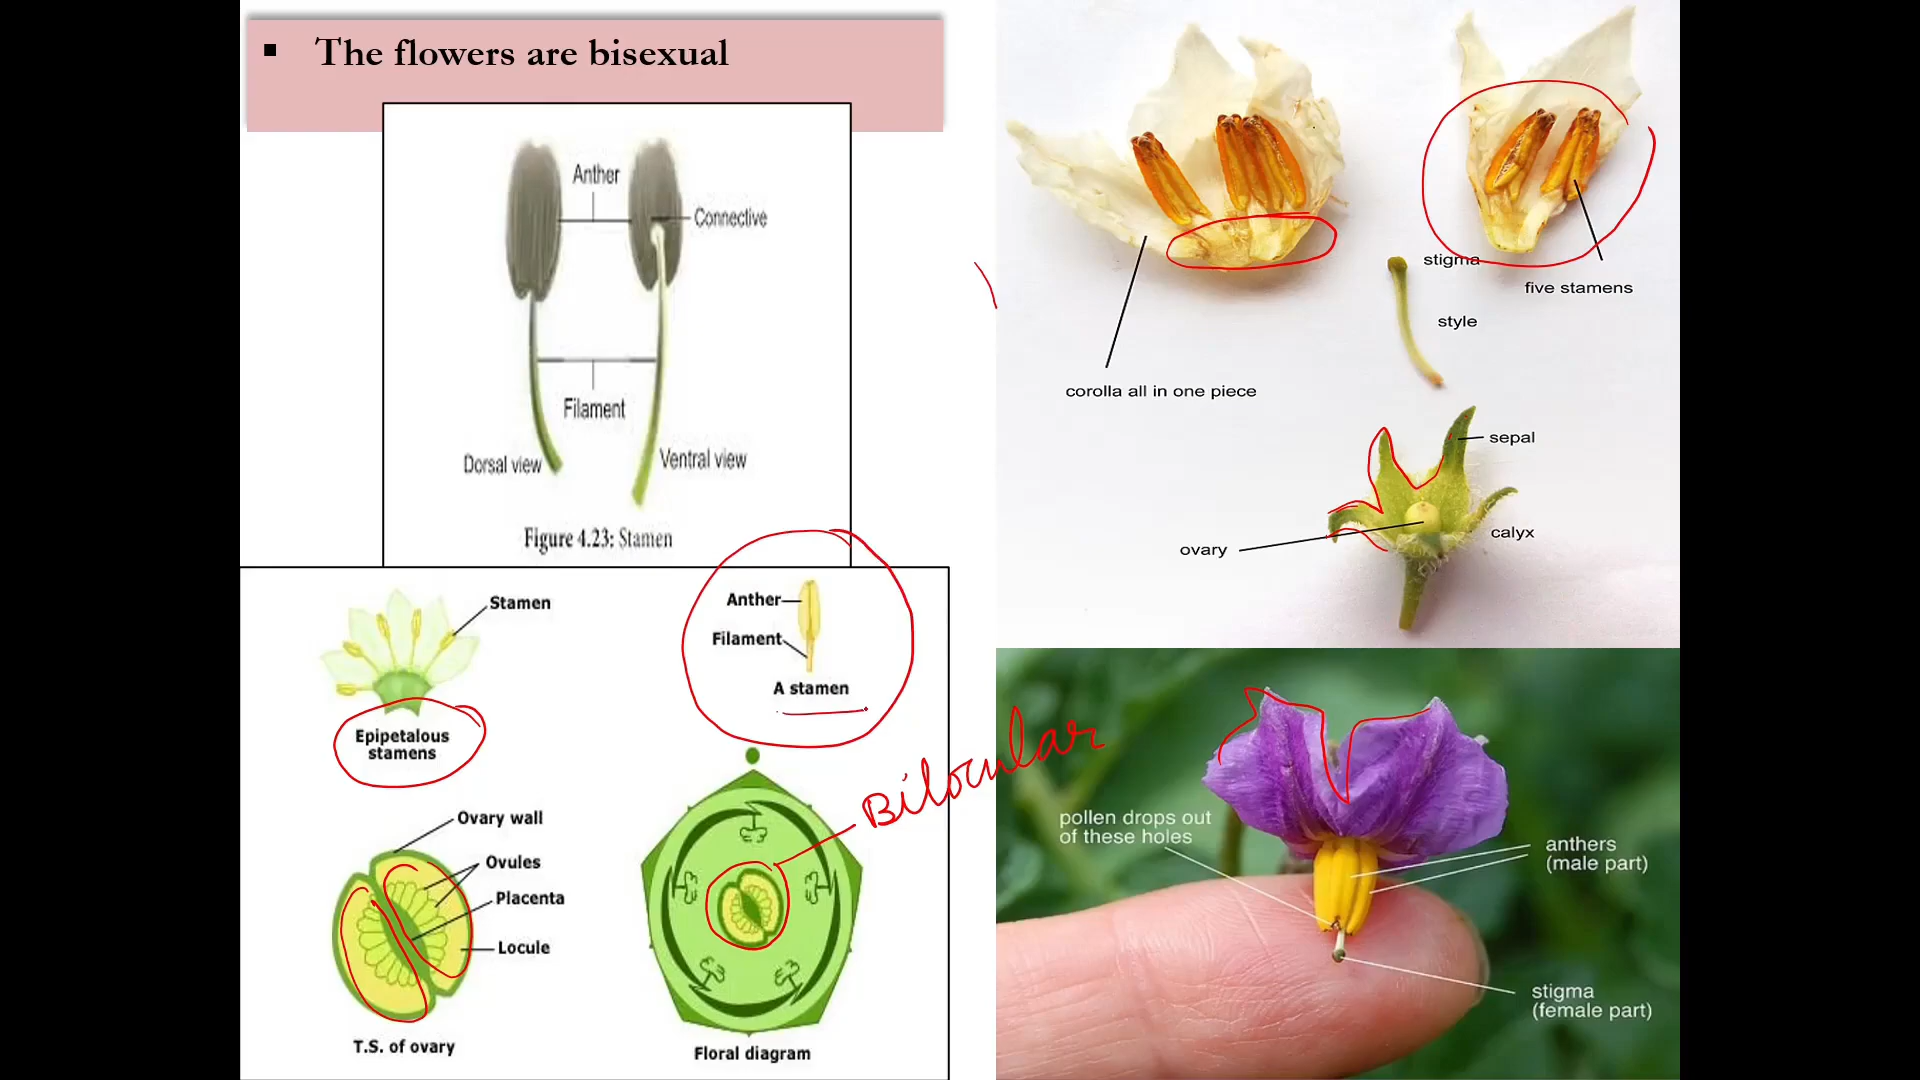 ▪ The flowers are bisexual
Anther
Connective
Filament
Dorsal view
Ventral view
Figure 4.23: Stamen
Stamen
Epipetalous
stamens
Anther
Filament
A stamen
Ovary wall
Ovules
Placenta
Locule
T.S. of ovary
Bilocular
Floral diagram
stigma
five stamens
style
corolla all in one piece
sepal
calyx
ovary
pollen drops out
of these holes
anthers
(male part)
stigma
(female part)